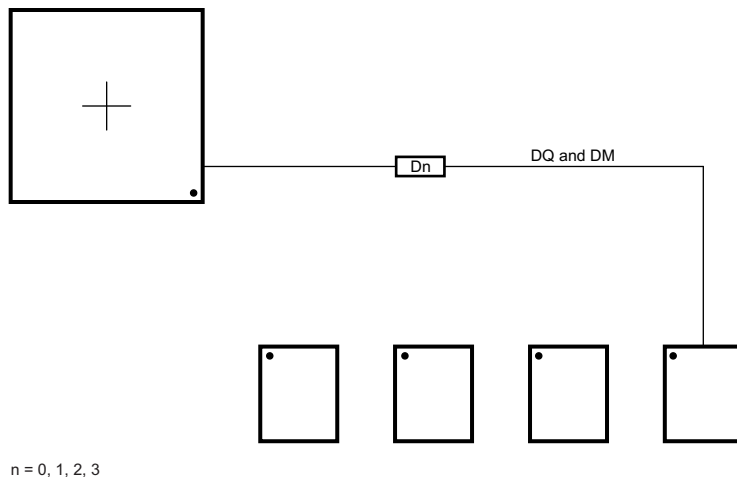 DQ and DM
Dn
n = 0, 1, 2, 3